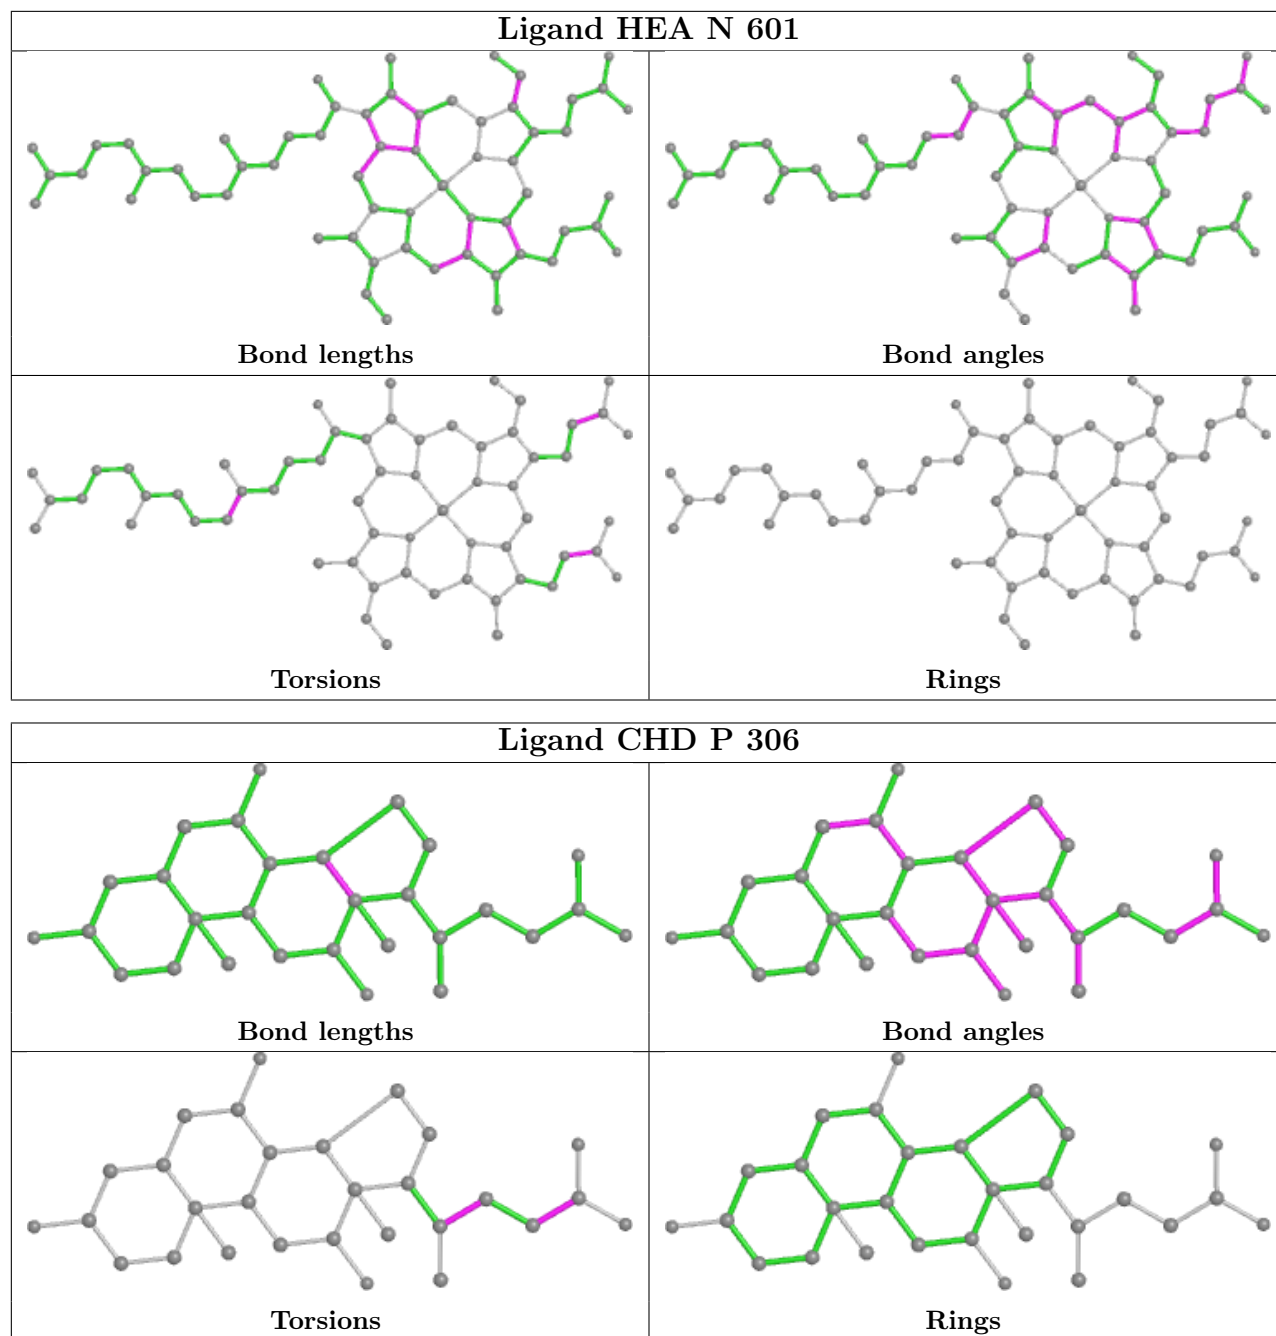 Ligand HEA N 601
Bond lengths
Bond angles
Torsions
Rings
Ligand CHD P 306
Bond lengths
Bond angles
Torsions
Rings